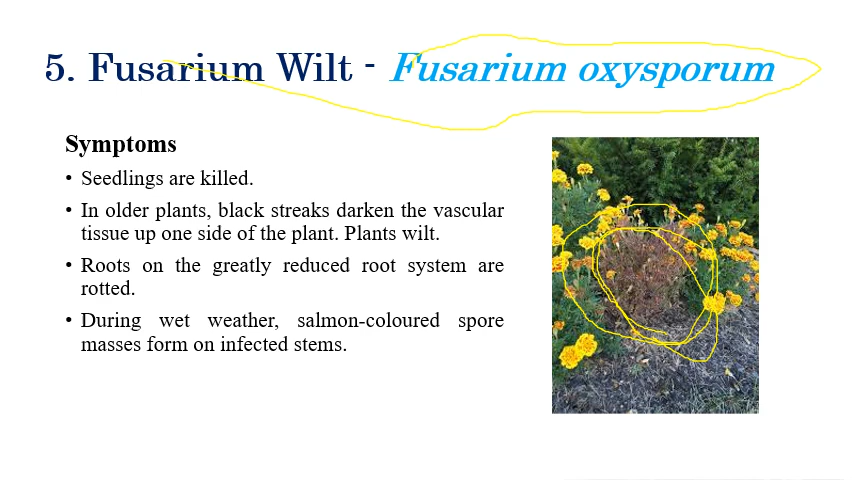 5. Fusarium Wilt - Fusarium oxysporum
Symptoms
• Seedlings are killed.
• In older plants, black streaks darken the vascular
tissue up one side of the plant. Plants wilt.
• Roots on the greatly reduced root system are
rotted.
• During wet weather, salmon-coloured spore
masses form on infected stems.